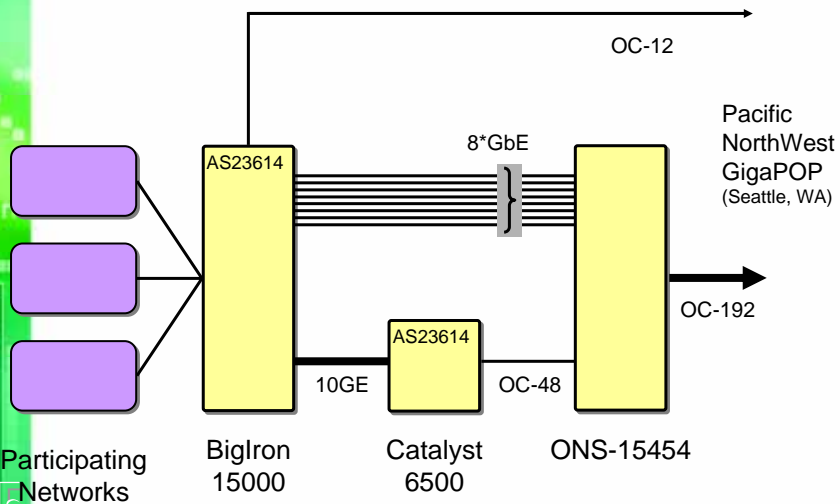 OC-12
Pacific
NorthWest
GigaPOP
(Seattle, WA)
8*GbE
AS23614
OC-192
AS23614
10GE
OC-48
Participating
Networks
BigIron
15000
Catalyst
6500
ONS-15454